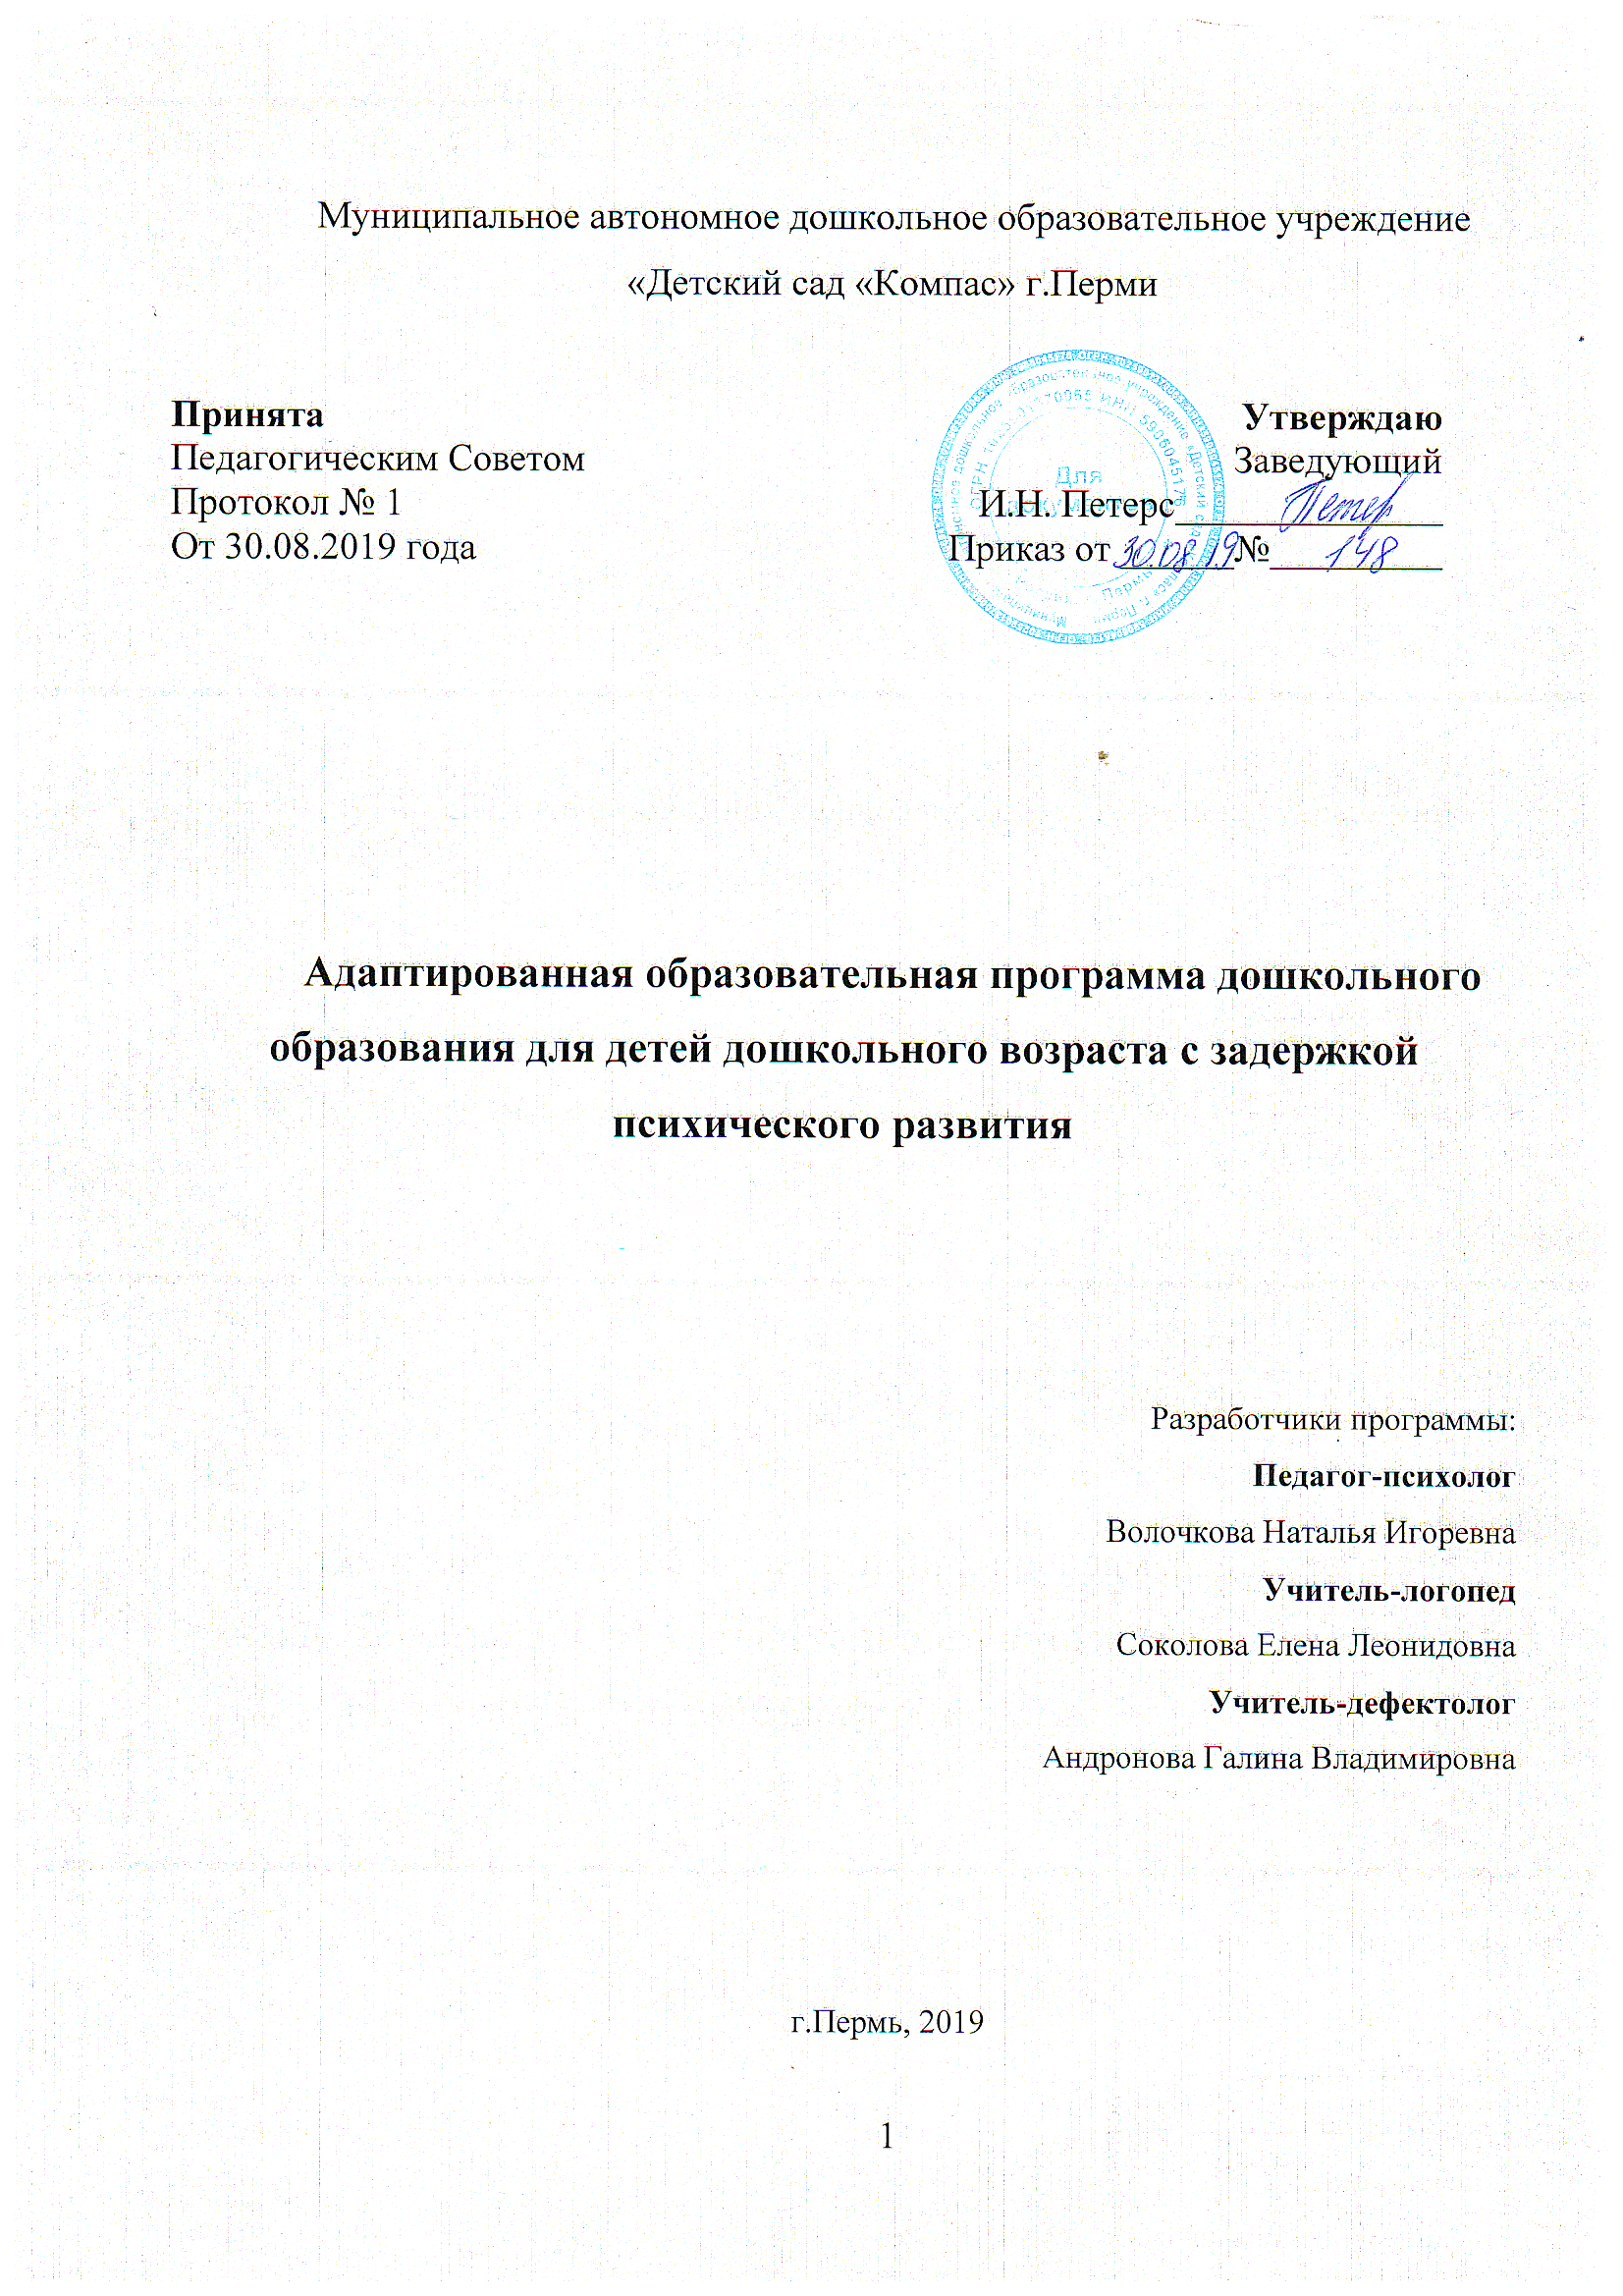 Муниципальное автономное дошкольное образовательное учреждение
«Детский сад «Компас» г.Перми
Принята
Педагогическим Советом
Протокол № 1
От 30.08.2019 года
Утверждаю
Заведующий
И.Н. Петерс Петер
Приказ от 30.08.19 № 148
Для
Адаптированная образовательная программа дошкольного
образования для детей дошкольного возраста с задержкой
психического развития
Разработчики программы:
Педагог-психолог
Волочкова Наталья Игоревна
Учитель-логопед
Соколова Елена Леонидовна
Учитель-дефектолог
Андронова Галина Владимировна
г.Пермь, 2019
1